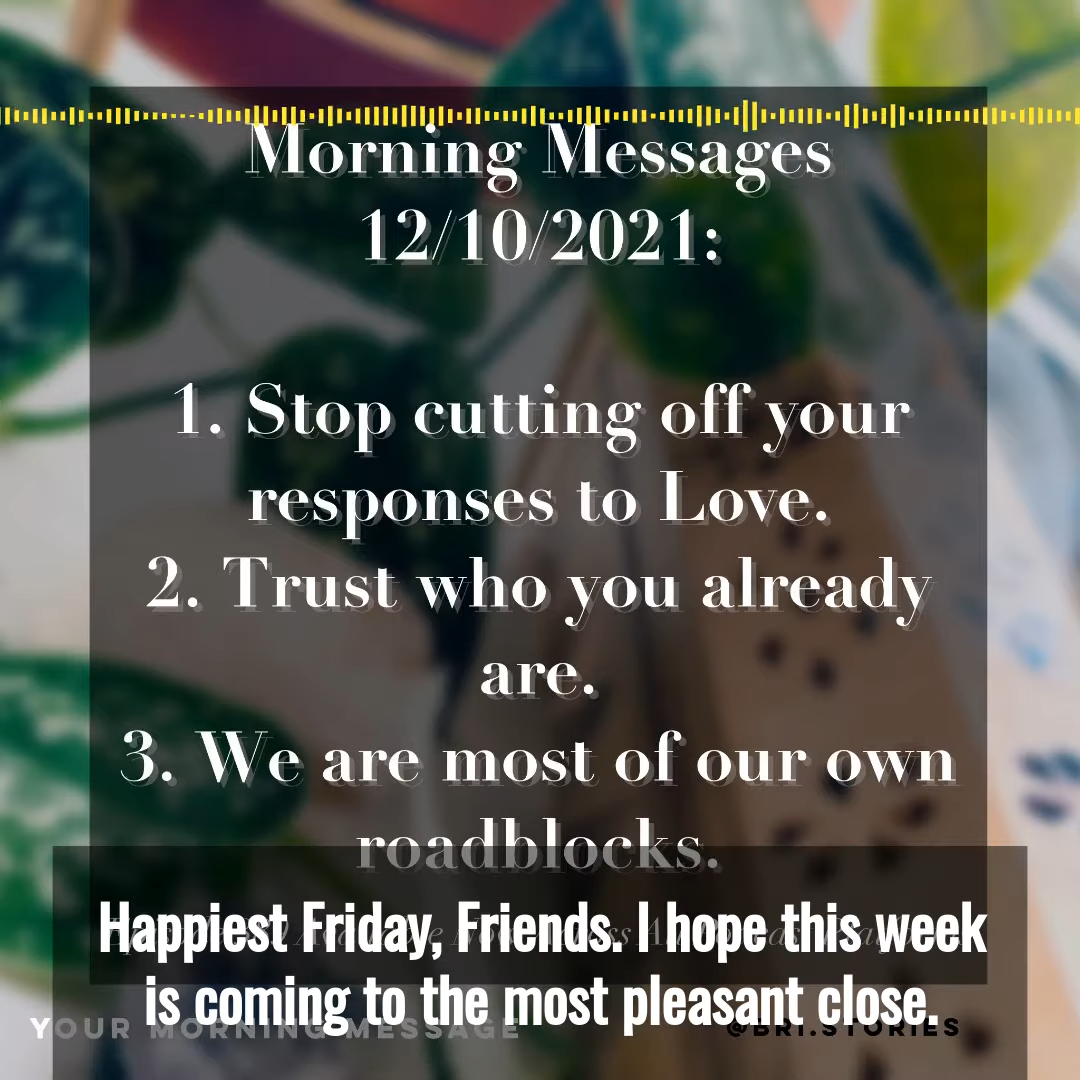 Morning Messages
12/10/2021:
1. Stop cutting off your
responses to Love.
2. Trust who you already
are.
3. We are most of our own
roadblocks.
Happiest Friday, Friends. I hope this week
is coming to the most pleasant close.
YOUR MORNING MESSAGE
@BRI.STORIES